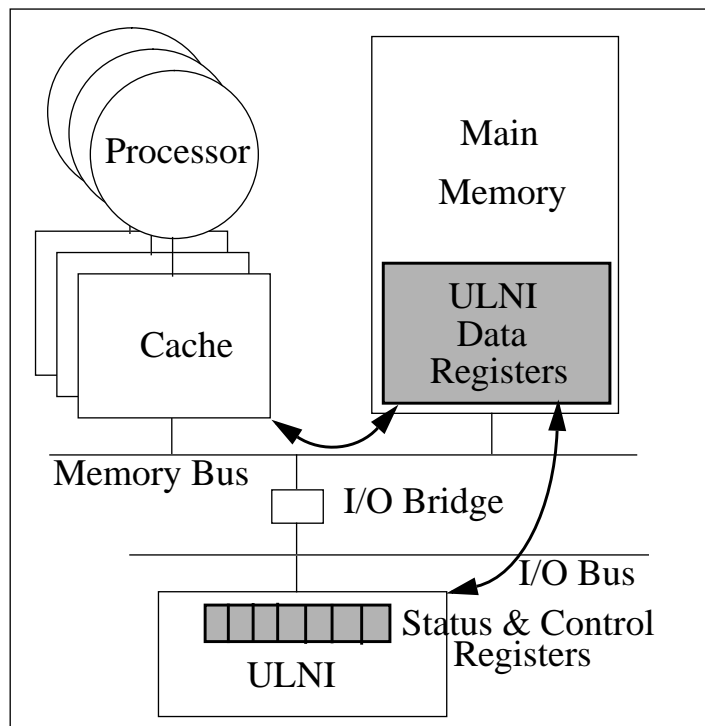 Processor
Main
Memory
ULNI
Data
Registers
Cache
Memory Bus
I/O Bridge
I/O Bus
Status & Control
Registers
ULNI